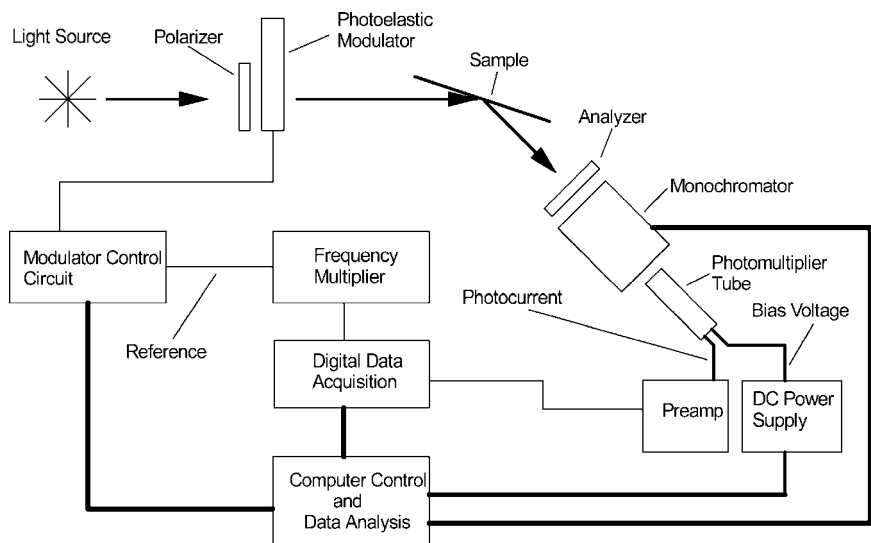 Light Source
Polarizer
Photoelastic
Modulator
Sample
Analyzer
Monochromator
Modulator Control
Circuit
Frequency
Multiplier
Photomultiplier
Tube
Photocurrent
Bias Voltage
Reference
Digital Data
Acquisition
Preamp
DC Power
Supply
Computer Control
and
Data Analysis